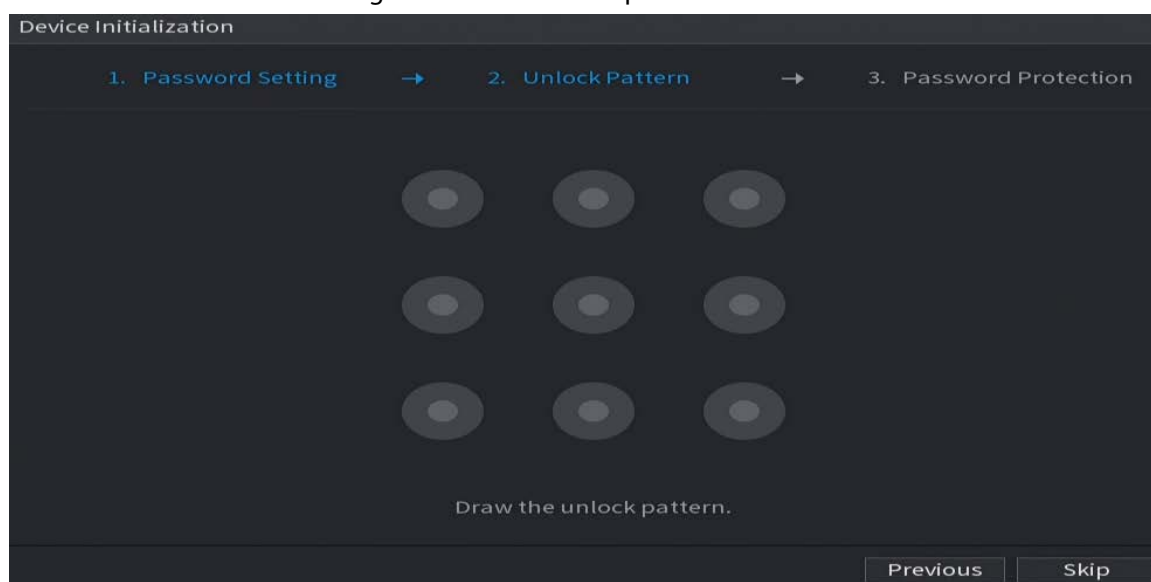 Device Initialization
1. Password Setting → 2. Unlock Pattern → 3. Password Protection
Draw the unlock pattern.
Previous Skip